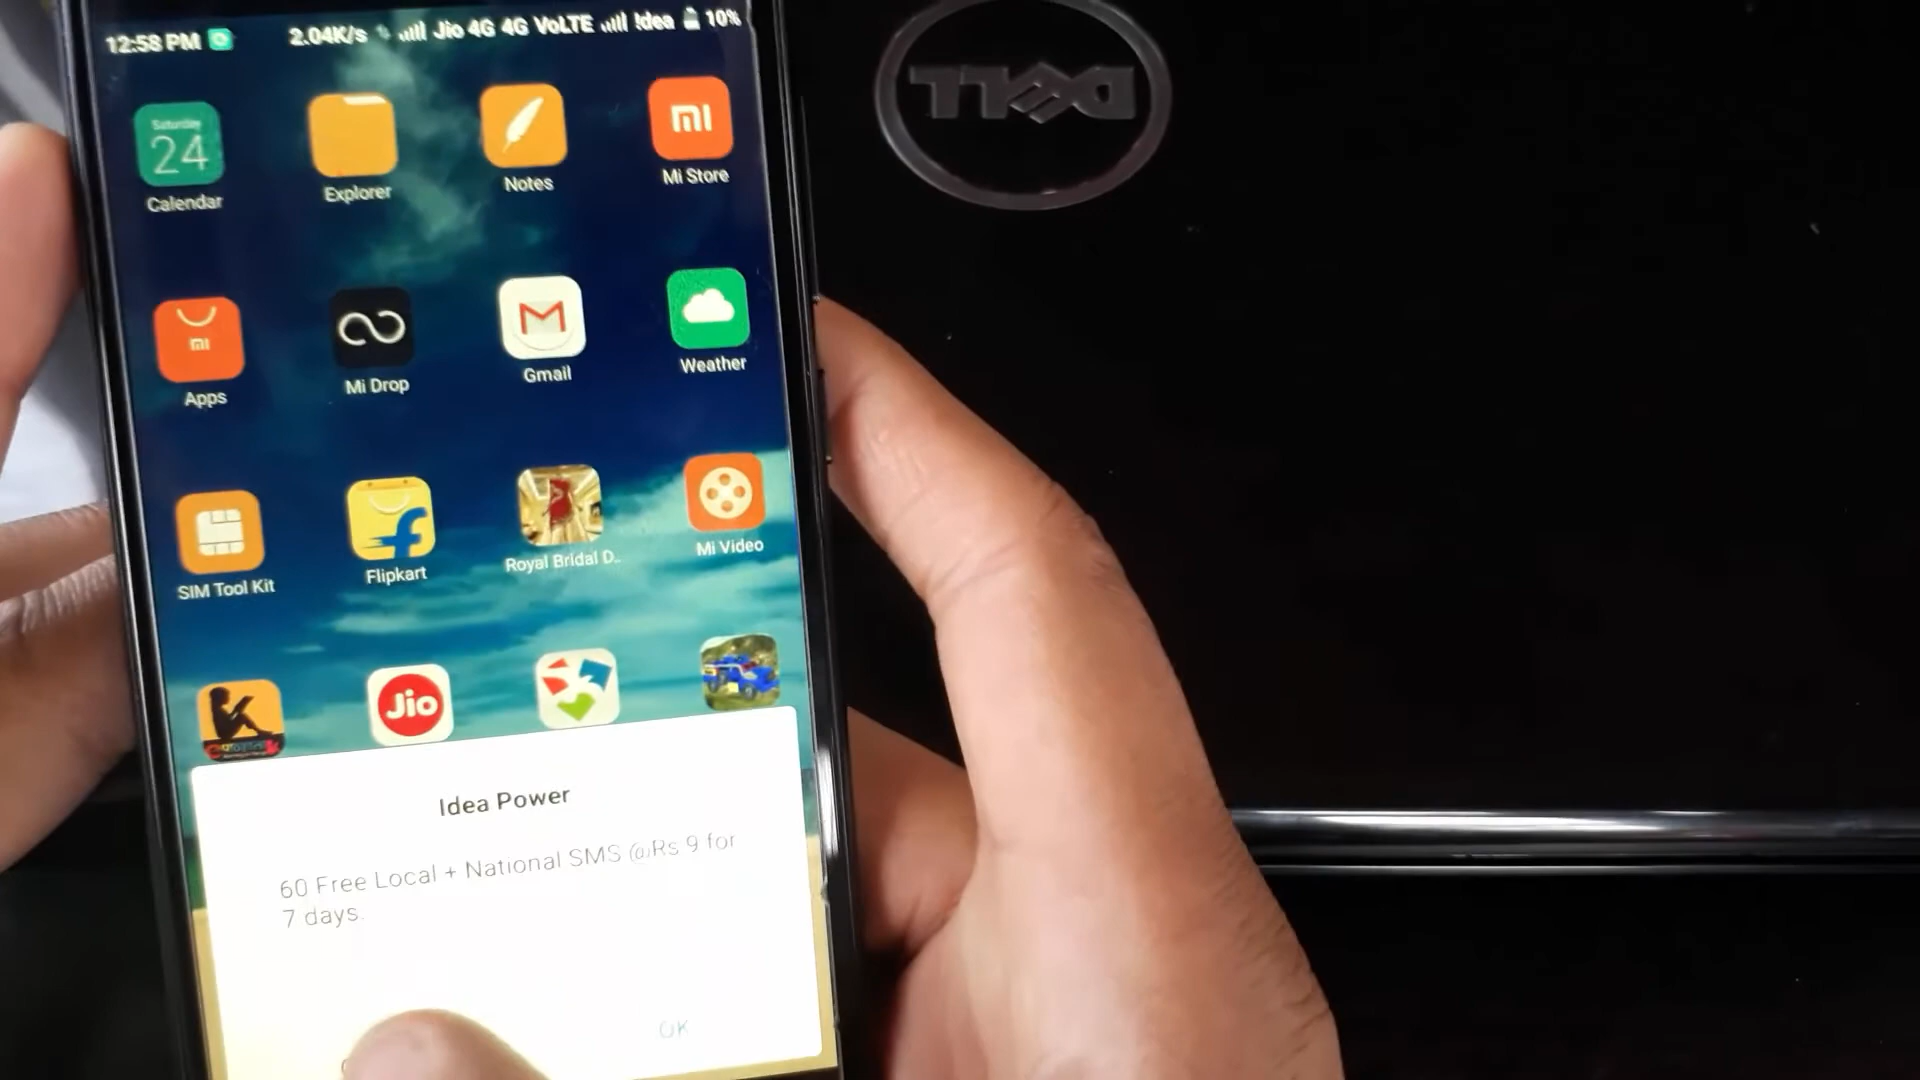 12:58 PM 2.04K/s Jio 4G 4G VoLTE !dea 10%
DELL
Saturday
24
mi
Calendar Explorer Notes Mi Store
mi
Apps Mi Drop Gmail Weather
f
SIM Tool Kit Flipkart Royal Bridal D.. Mi Video
Jio
Idea Power
60 Free Local + National SMS @Rs 9 for
7 days.
OK